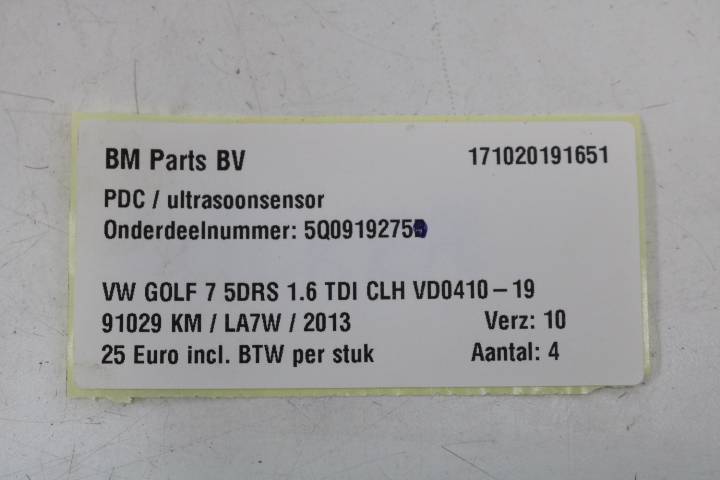 BM Parts BV 171020191651
PDC / ultrasoonsensor
Onderdeelnummer: 5Q0919275
VW GOLF 7 5DRS 1.6 TDI CLH VD0410-19
91029 KM / LA7W / 2013 Verz: 10
25 Euro incl. BTW per stuk Aantal: 4